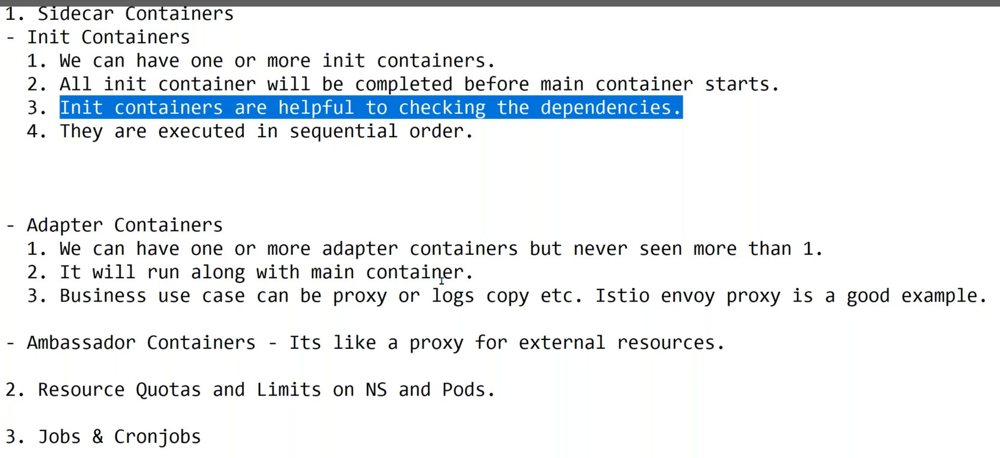 1. Sidecar Containers
- Init Containers
1. We can have one or more init containers.
2. All init container will be completed before main container starts.
3. Init containers are helpful to checking the dependencies.
4. They are executed in sequential order.
- Adapter Containers
1. We can have one or more adapter containers but never seen more than 1.
2. It will run along with main container.
3. Business use case can be proxy or logs copy etc. Istio envoy proxy is a good example.
- Ambassador Containers - Its like a proxy for external resources.
2. Resource Quotas and Limits on NS and Pods.
3. Jobs & Cronjobs